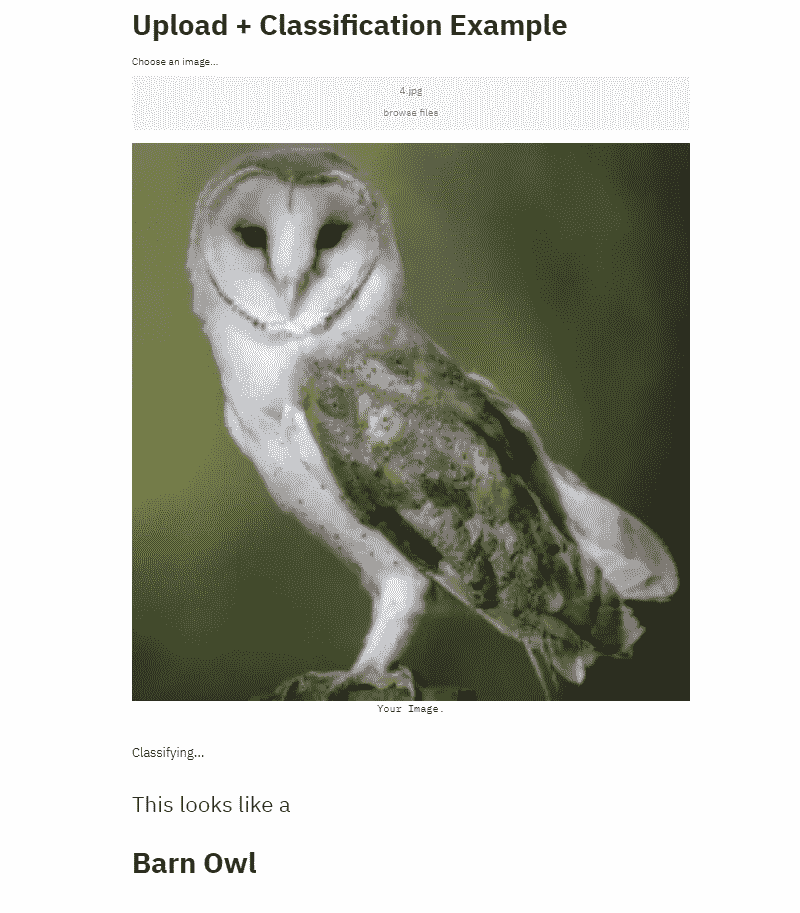 Upload + Classification Example
Choose an image...
4.jpg
browse files
Your Image.
Classifying...
This looks like a
Barn Owl